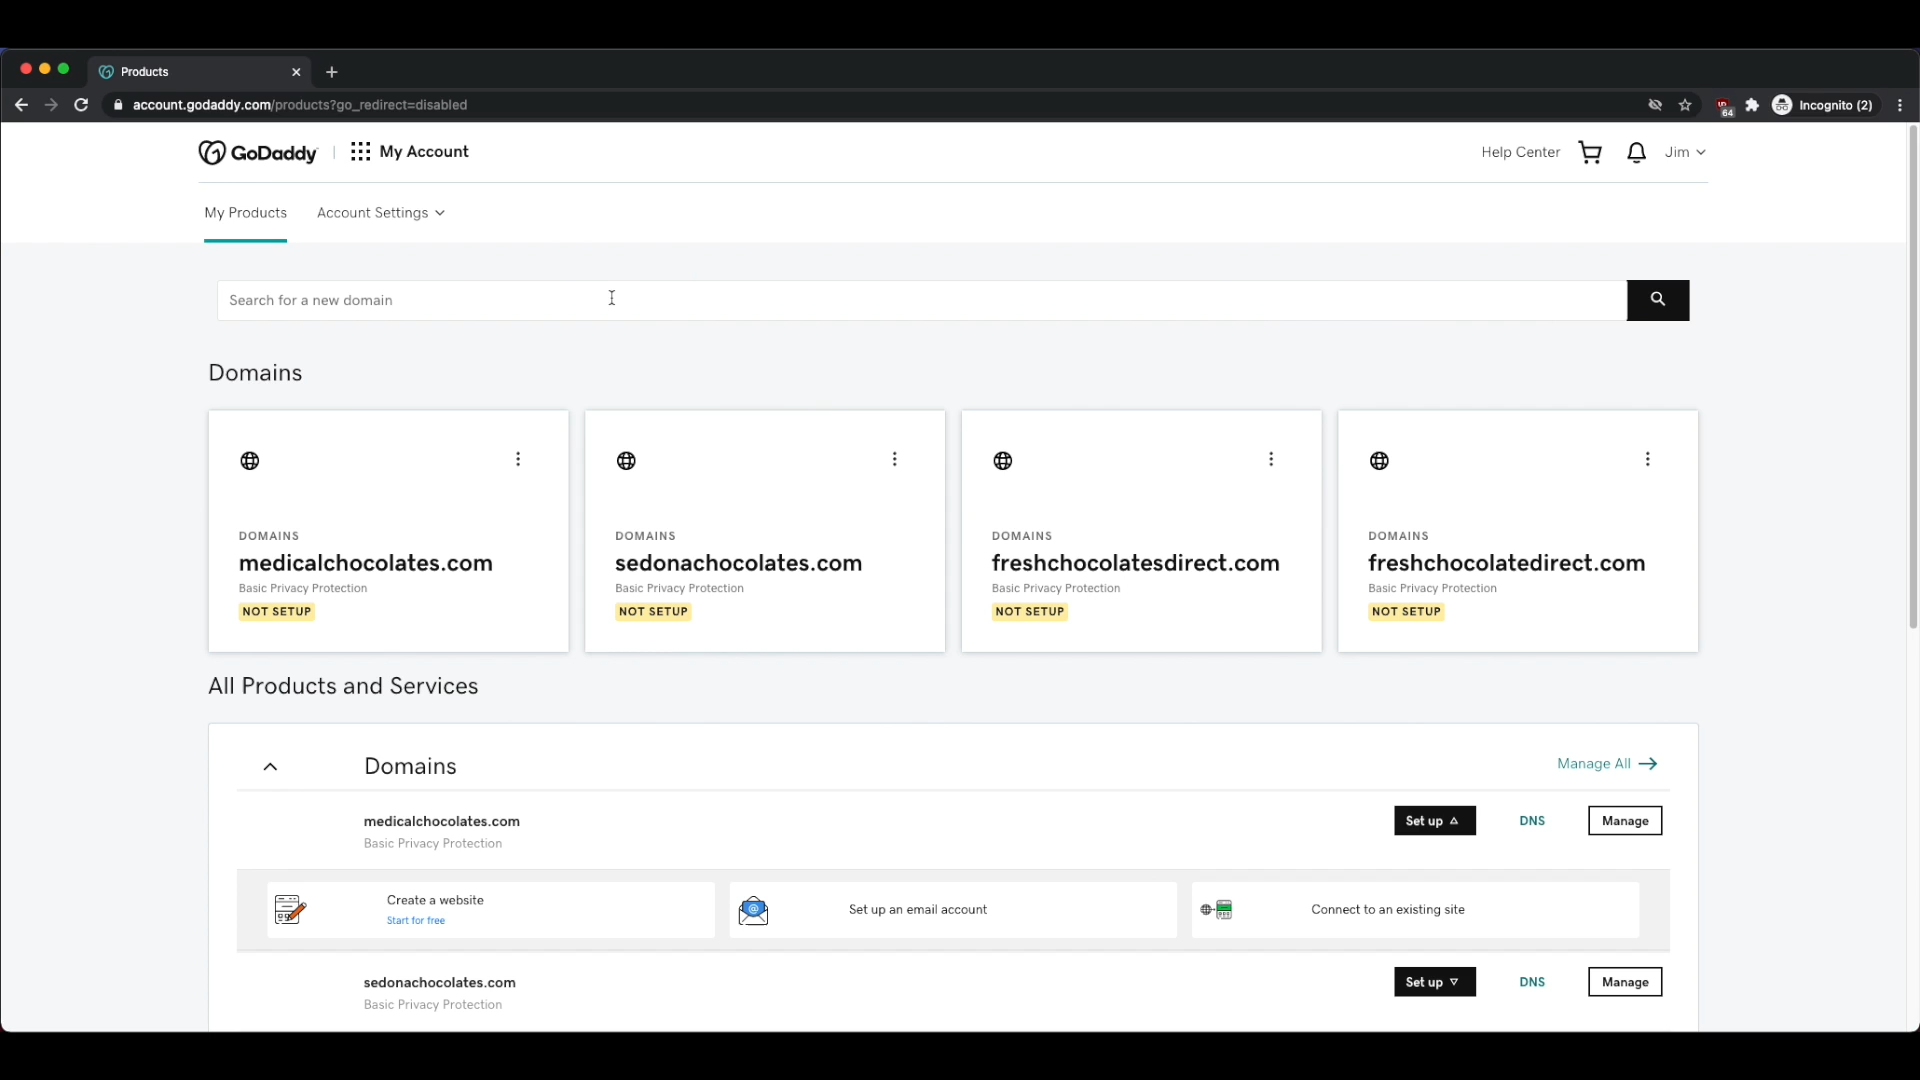 Products
account.godaddy.com/products?go_redirect=disabled
64
Incognito (2)
GoDaddy
My Account
Help Center
Jim
My Products
Account Settings
Search for a new domain
Domains
DOMAINS
medicalchocolates.com
Basic Privacy Protection
NOT SETUP
DOMAINS
sedonachocolates.com
Basic Privacy Protection
NOT SETUP
DOMAINS
freshchocolatesdirect.com
Basic Privacy Protection
NOT SETUP
DOMAINS
freshchocolatedirect.com
Basic Privacy Protection
NOT SETUP
All Products and Services
Domains
Manage All
medicalchocolates.com
Basic Privacy Protection
Set up
DNS
Manage
Create a website
Start for free
Set up an email account
Connect to an existing site
sedonachocolates.com
Basic Privacy Protection
Set up
DNS
Manage